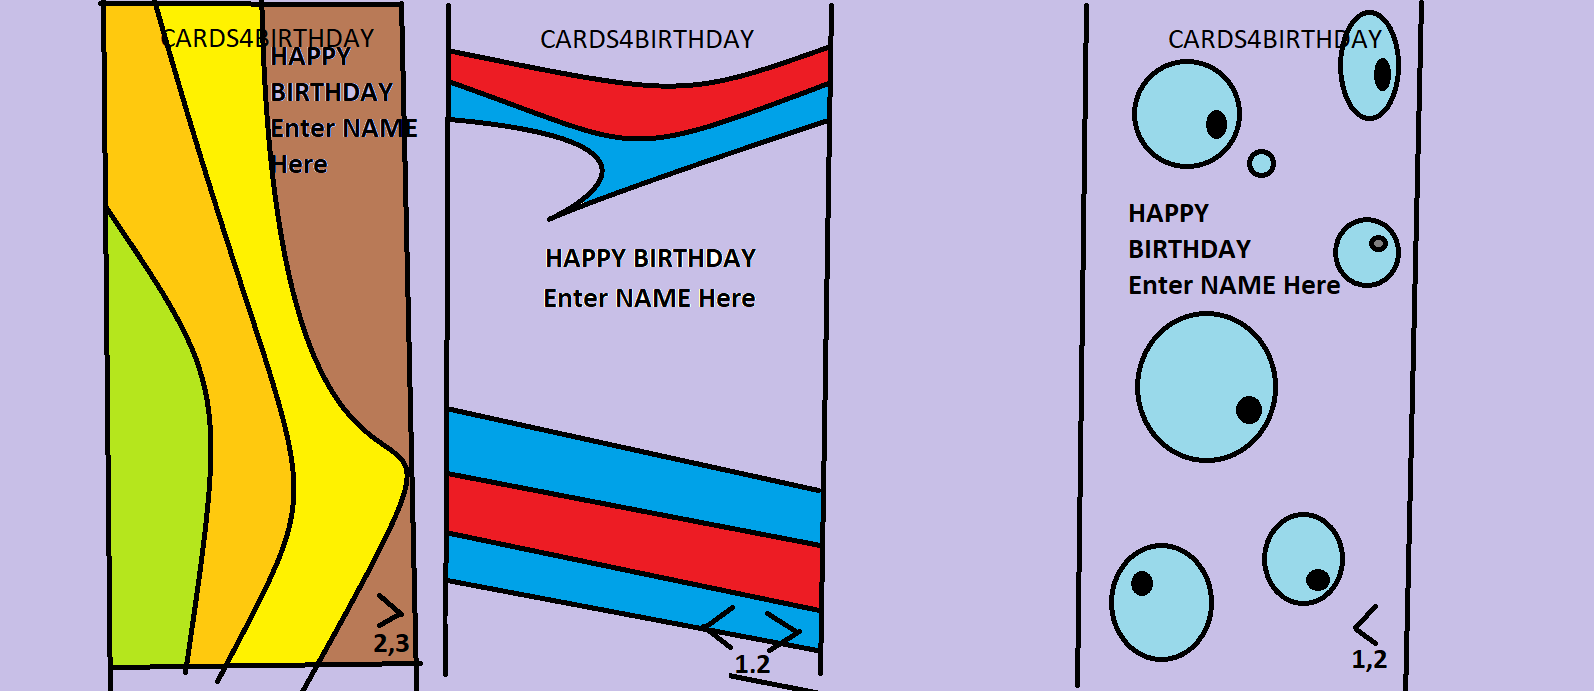 CARDS4BIRTHDAY
HAPPY
BIRTHDAY
Enter NAME
Here
>
2,3
CARDS4BIRTHDAY
HAPPY BIRTHDAY
Enter NAME Here
< >
1.2
CARDS4BIRTHDAY
HAPPY
BIRTHDAY
Enter NAME Here
<
1,2